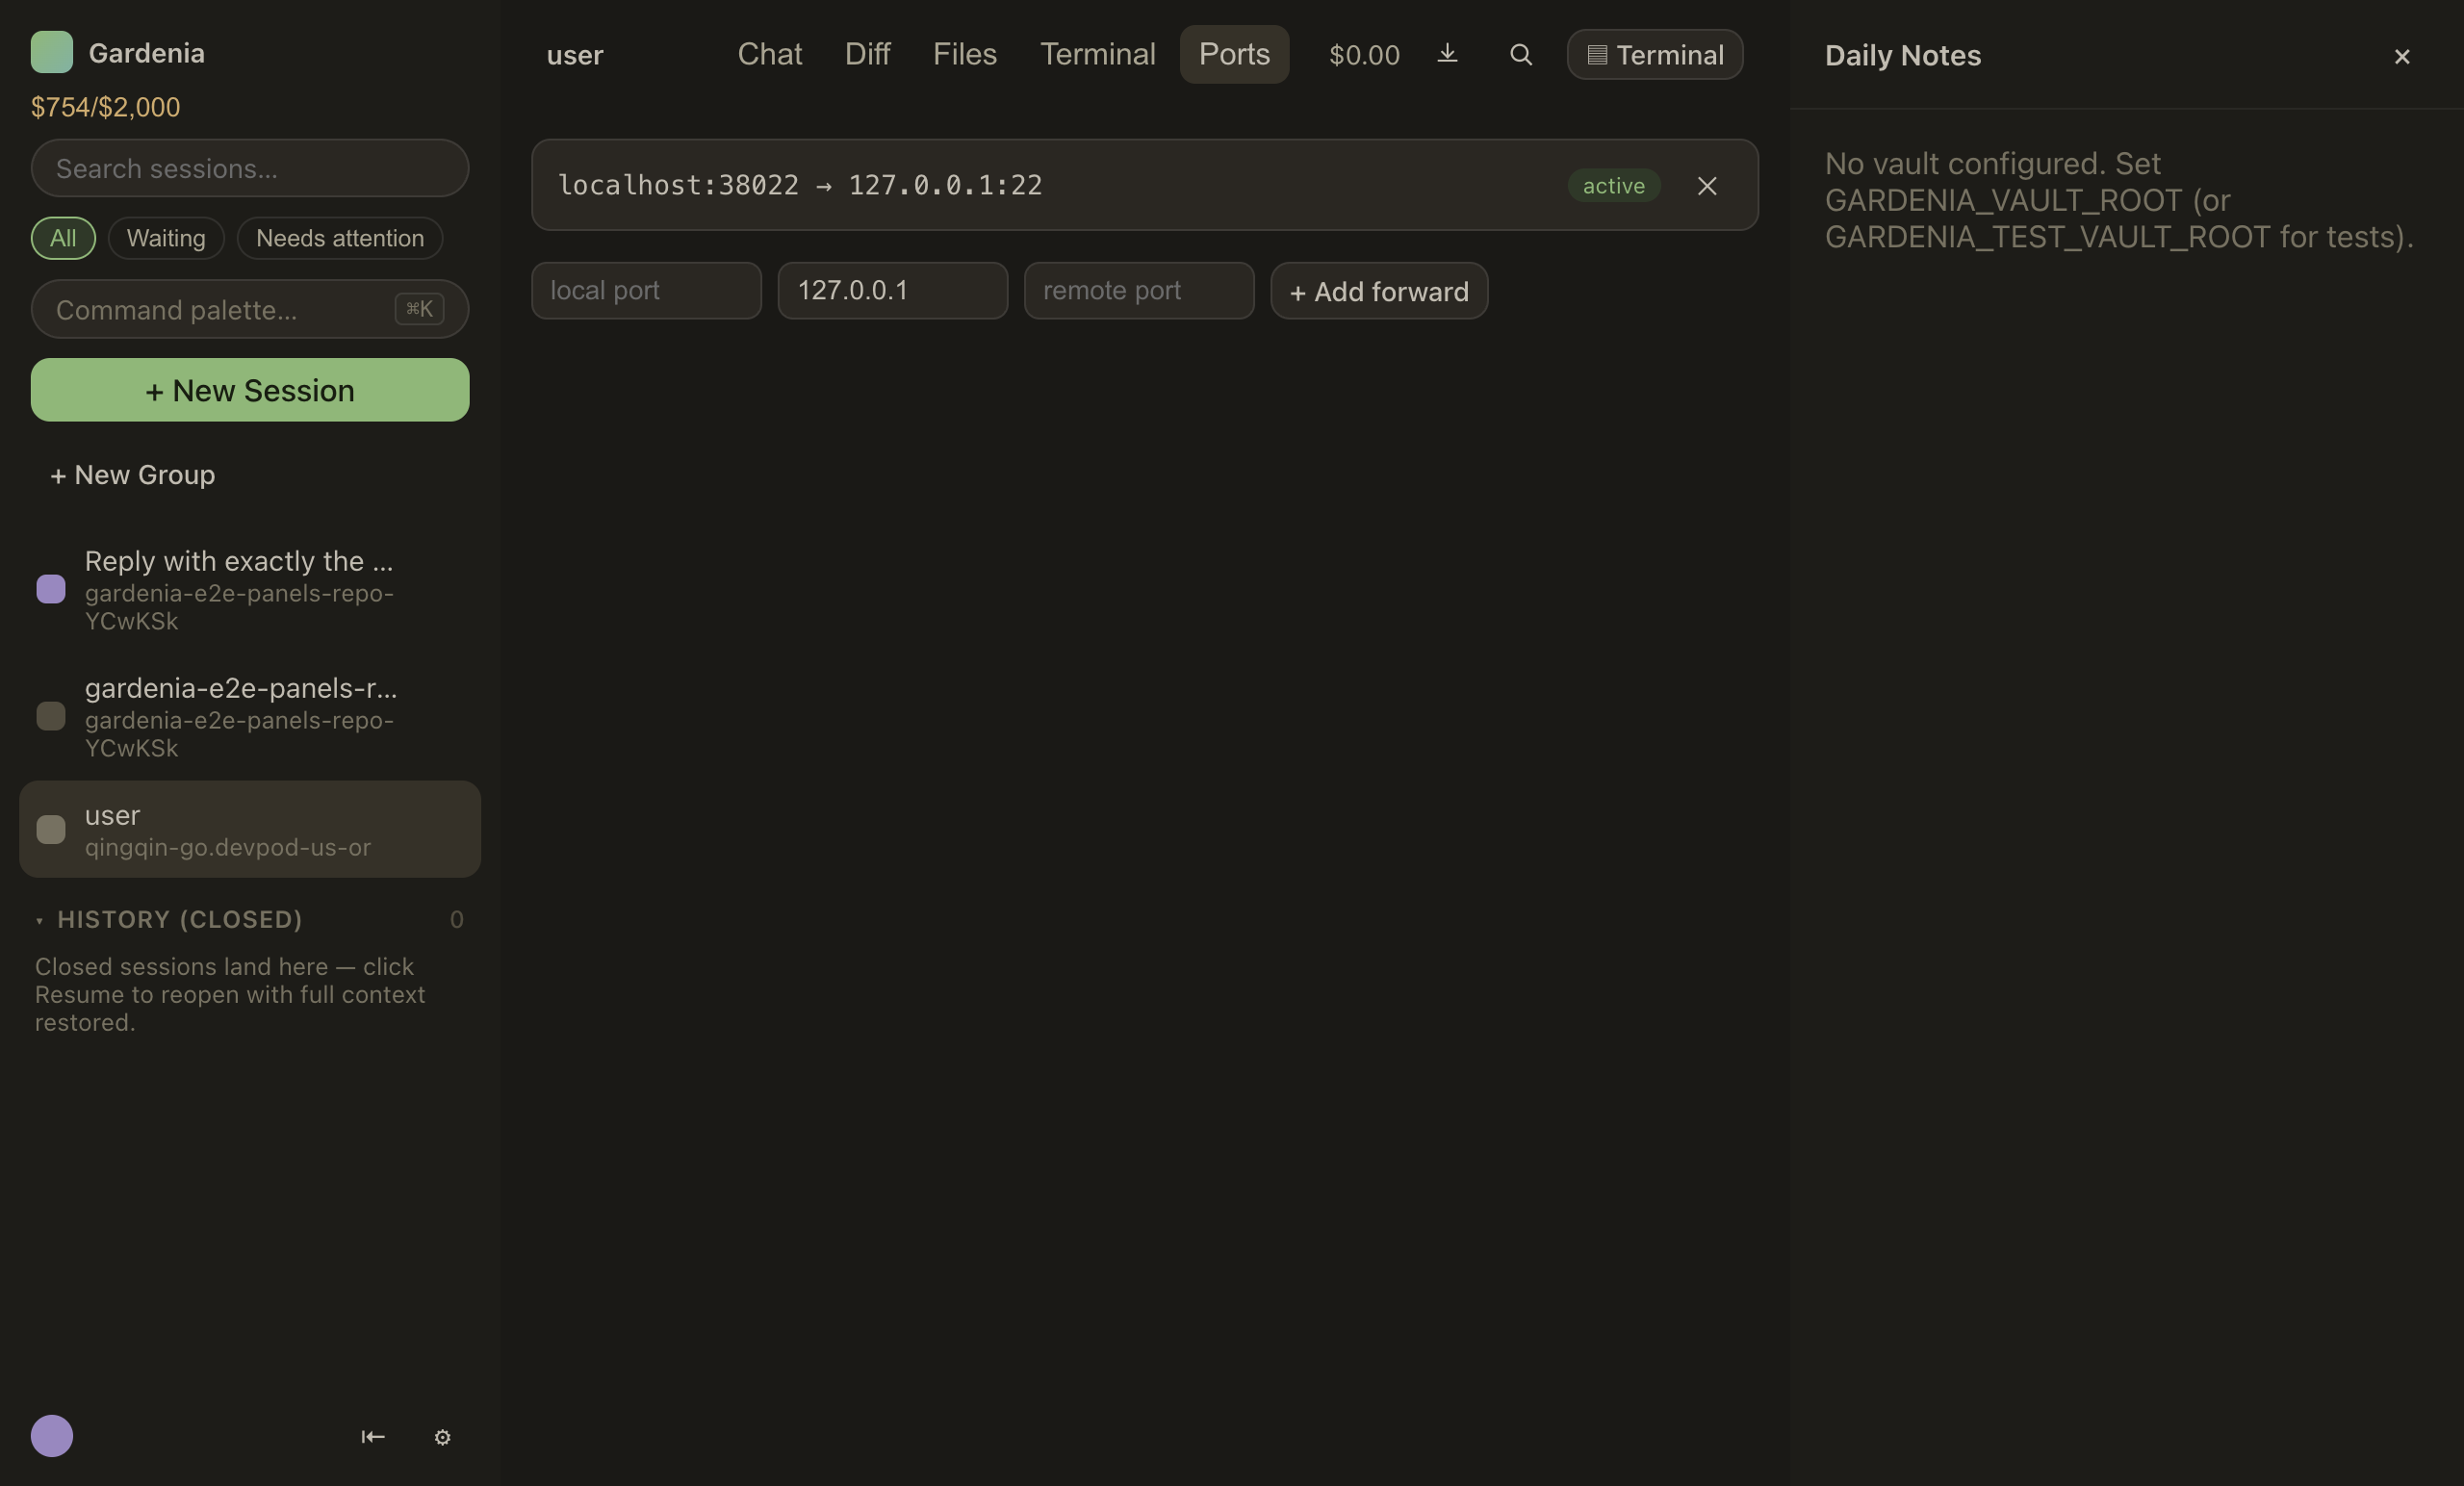 Gardenia
$754/$2,000
Search sessions...
All
Waiting
Needs attention
Command palette...
⌘K
+ New Session
+ New Group
Reply with exactly the ...
gardenia-e2e-panels-repo-
YCwKSk
gardenia-e2e-panels-r...
gardenia-e2e-panels-repo-
YCwKSk
user
qingqin-go.devpod-us-or
HISTORY (CLOSED)
0
Closed sessions land here — click
Resume to reopen with full context
restored.
user
Chat
Diff
Files
Terminal
Ports
$0.00
Terminal
localhost:38022 → 127.0.0.1:22
active
local port
127.0.0.1
remote port
+ Add forward
Daily Notes
No vault configured. Set
GARDENIA_VAULT_ROOT (or
GARDENIA_TEST_VAULT_ROOT for tests).